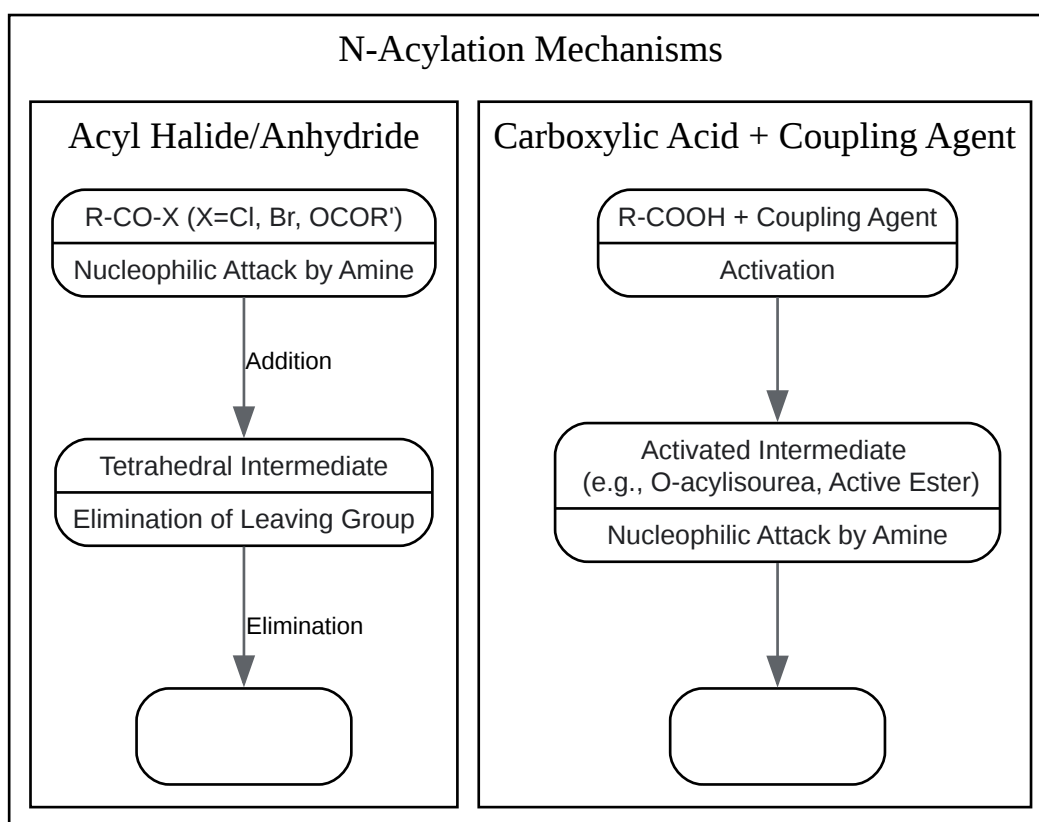 N-Acylation Mechanisms
Acyl Halide/Anhydride
R-CO-X (X=Cl, Br, OCOR')
Nucleophilic Attack by Amine
Addition
Tetrahedral Intermediate
Elimination of Leaving Group
Elimination
Carboxylic Acid + Coupling Agent
R-COOH + Coupling Agent
Activation
Activated Intermediate
(e.g., O-acylisourea, Active Ester)
Nucleophilic Attack by Amine